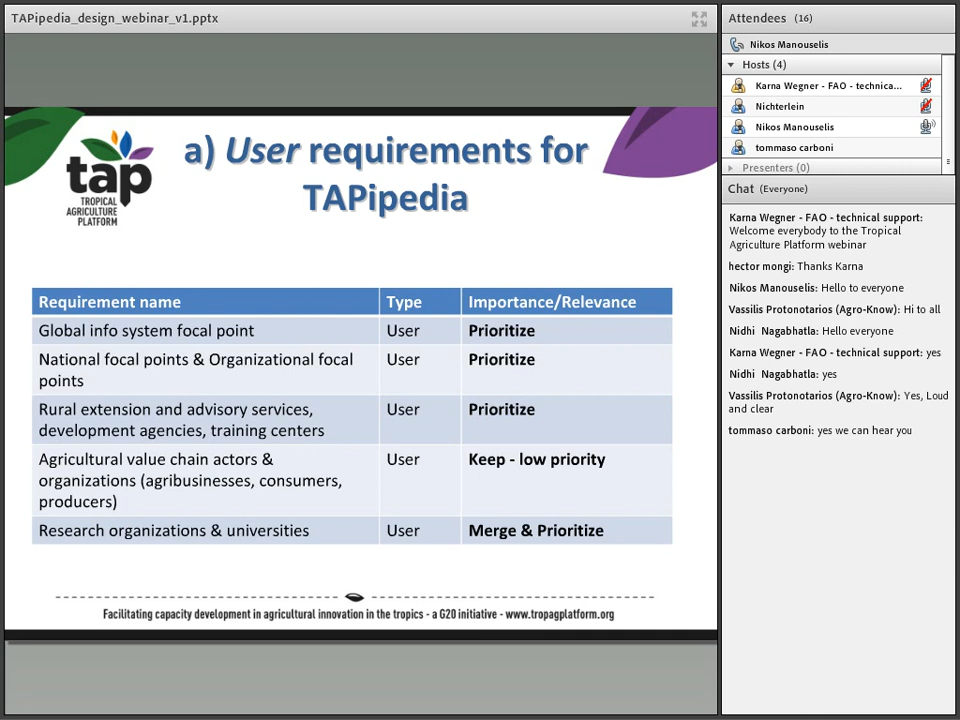 TAPipedia_design_webinar_v1.pptx
a) User requirements for
TAPipedia
tap
TROPICAL
AGRICULTURE
PLATFORM
Requirement name Type Importance/Relevance
Global info system focal point User Prioritize
National focal points & Organizational focal User Prioritize
points
Rural extension and advisory services, User Prioritize
development agencies, training centers
Agricultural value chain actors & User Keep - low priority
organizations (agribusinesses, consumers,
producers)
Research organizations & universities User Merge & Prioritize
Facilitating capacity development in agricultural innovation in the tropics - a G20 initiative - www.tropagplatform.org
Attendees (16)
Nikos Manouselis
Hosts (4)
Karna Wegner - FAO - technica...
Nichterlein
Nikos Manouselis
tommaso carboni
Presenters (0)
Chat (Everyone)
Karna Wegner - FAO - technical support:
Welcome everybody to the Tropical
Agriculture Platform webinar
hector mongi: Thanks Karna
Nikos Manouselis: Hello to everyone
Vassilis Protonotarios (Agro-Know): Hi to all
Nidhi Nagabhatla: Hello everyone
Karna Wegner - FAO - technical support: yes
Nidhi Nagabhatla: yes
Vassilis Protonotarios (Agro-Know): Yes, Loud
and clear
tommaso carboni: yes we can hear you